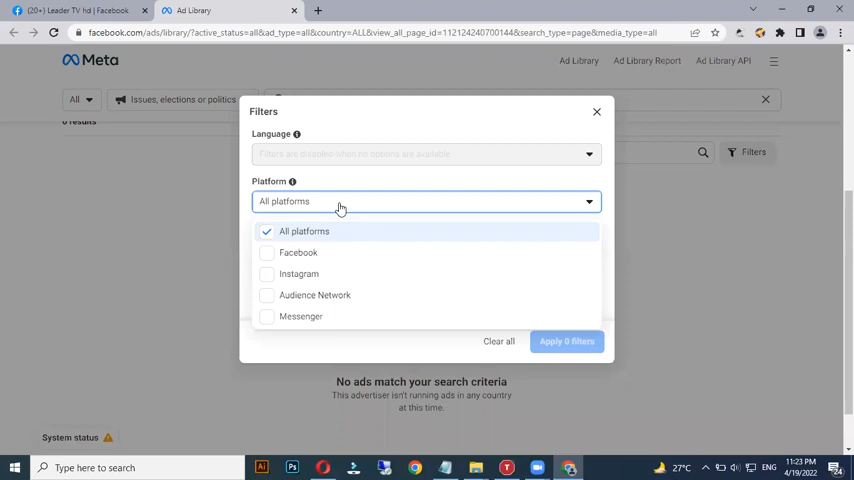 (20+) Leader TV hd | Facebook
Ad Library
facebook.com/ads/library/?active_status=all&ad_type=all&country=ALL&view_all_page_id=112124240700144&search_type=page&media_type=all
Meta
Ad Library
Ad Library Report
Ad Library API
All
Issues, elections or politics
0 results
Filters
Filters
Language
Filters are disabled when no options are available
Platform
All platforms
All platforms
Facebook
Instagram
Audience Network
Messenger
Clear all
Apply 0 filters
No ads match your search criteria
This advertiser isn't running ads in any country
at this time.
System status
Type here to search
Ai
Ps
T
27°C
ENG
11:23 PM
4/19/2022
24